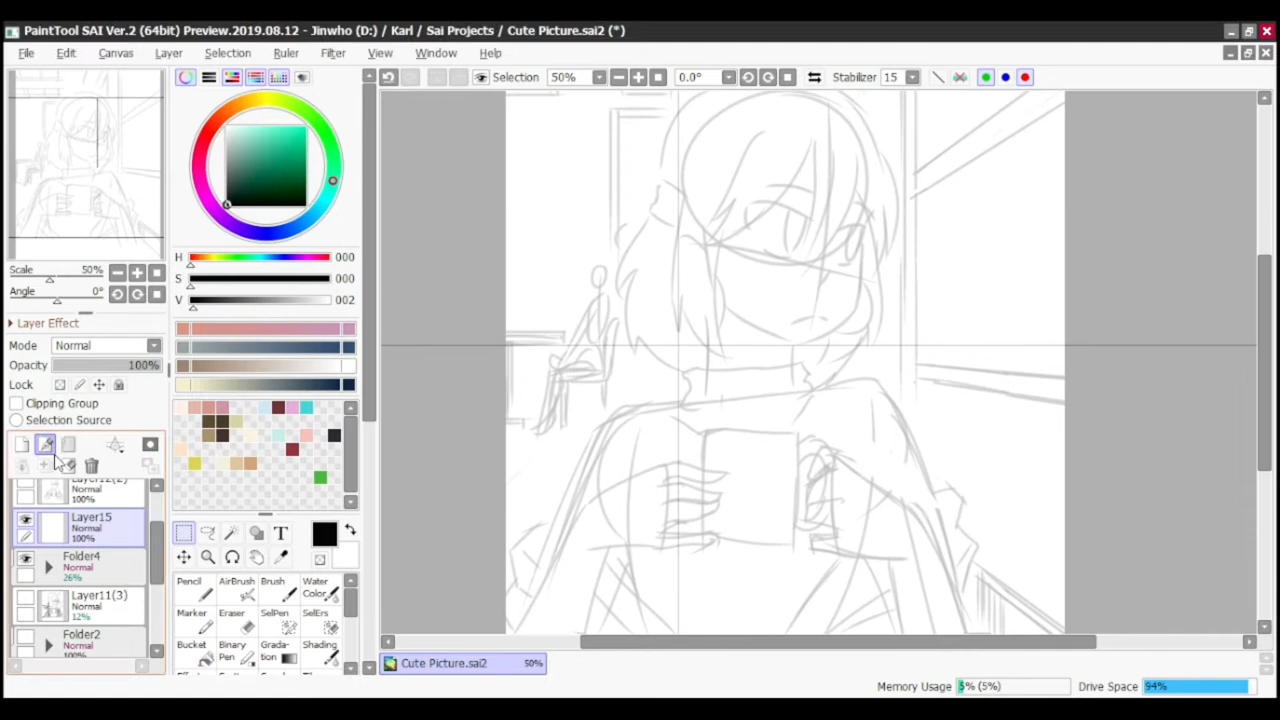 PaintTool SAI Ver.2 (64bit) Preview.2019.08.12 - Jinwho (D:) / Karl / Sai Projects / Cute Picture.sai2 (*)
File Edit Canvas Layer Selection Ruler Filter View Window Help
Selection 50% 0.0° Stabilizer 15
Scale 50%
Angle 0°
Layer Effect
Mode Normal
Opacity 100%
Lock
Clipping Group
Selection Source
Layer12(2)
Normal
100%
Layer15
Normal
100%
Folder4
Normal
26%
Layer11(3)
Normal
12%
Folder2
Normal
100%
H 000
S 000
V 002
T
Pencil AirBrush Brush Water Color
Marker Eraser SelPen SelErs
Bucket Binary Pen Grada-tion Shading
Cute Picture.sai2 50%
Memory Usage 5% (5%) Drive Space 94%